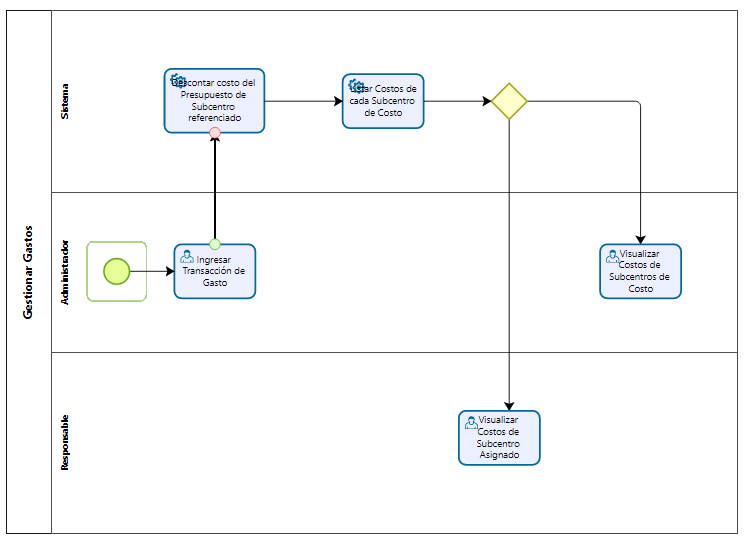 Gestionar Gastos
Sistema
contar costo del
Presupuesto de
Subcentro
referenciado
Costos de
cada Subcentro
de Costo
Administrador
Ingresar
Transacción de
Gasto
Visualizar
Costos de
Subcentros de
Costo
Responsable
Visualizar
Costos de
Subcentro
Asignado